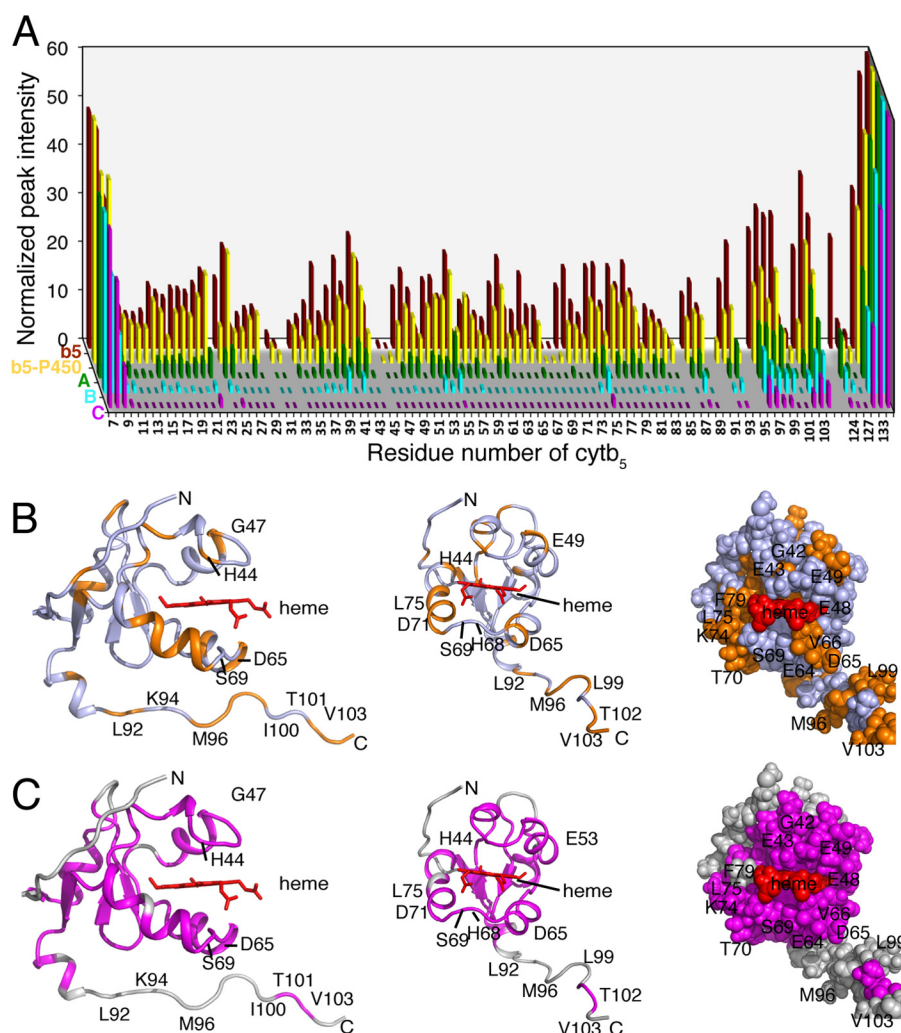 A
60
50
40
30
20
10
0
Normalized peak intensity
b5
b5-P450
A
B
C
7 9 11 13 15 17 19 21 23 25 27 29 31 33 35 37 39 41 43 45 47 49 51 53 55 57 59 61 63 65 67 69 71 73 75 77 79 81 83 85 87 89 91 93 95 97 99 101 103 124 127 133
Residue number of cytb5
B
N
G47
H44
heme
D65
S69
K94
T101
V103
L92
M96
I100
C
N
E49
H44
L75
heme
D71
S69
H68
D65
L92
L99
M96
T102
V103
C
G42
E43
E49
F79
heme
E48
L75
K74
V66
S69
D65
T70
E64
L99
M96
V103
C
N
G47
H44
heme
D65
S69
K94
T101
V103
L92
M96
I100
C
N
H44
E53
L75
heme
D71
S69
H68
D65
L92
L99
M96
T102
V103
C
G42
E43
E49
F79
heme
E48
L75
K74
V66
S69
D65
T70
E64
L99
M96
V103